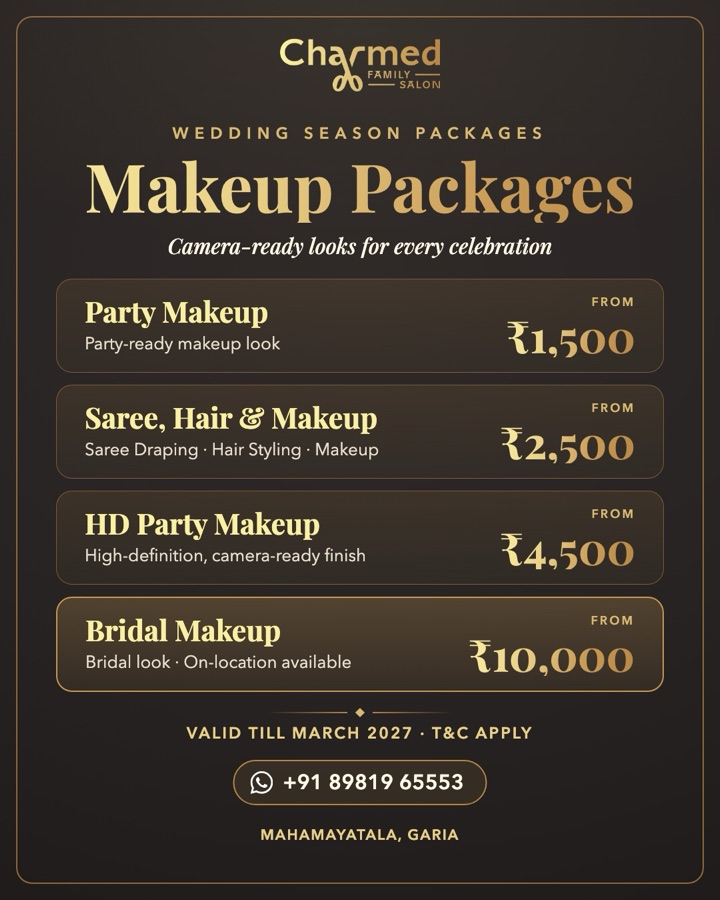 Charmed
FAMILY
SALON
WEDDING SEASON PACKAGES
Makeup Packages
Camera-ready looks for every celebration
Party Makeup
Party-ready makeup look
FROM
₹1,500
Saree, Hair & Makeup
Saree Draping · Hair Styling · Makeup
FROM
₹2,500
HD Party Makeup
High-definition, camera-ready finish
FROM
₹4,500
Bridal Makeup
Bridal look · On-location available
FROM
₹10,000
VALID TILL MARCH 2027 · T&C APPLY
+91 89819 65553
MAHAMAYATALA, GARIA